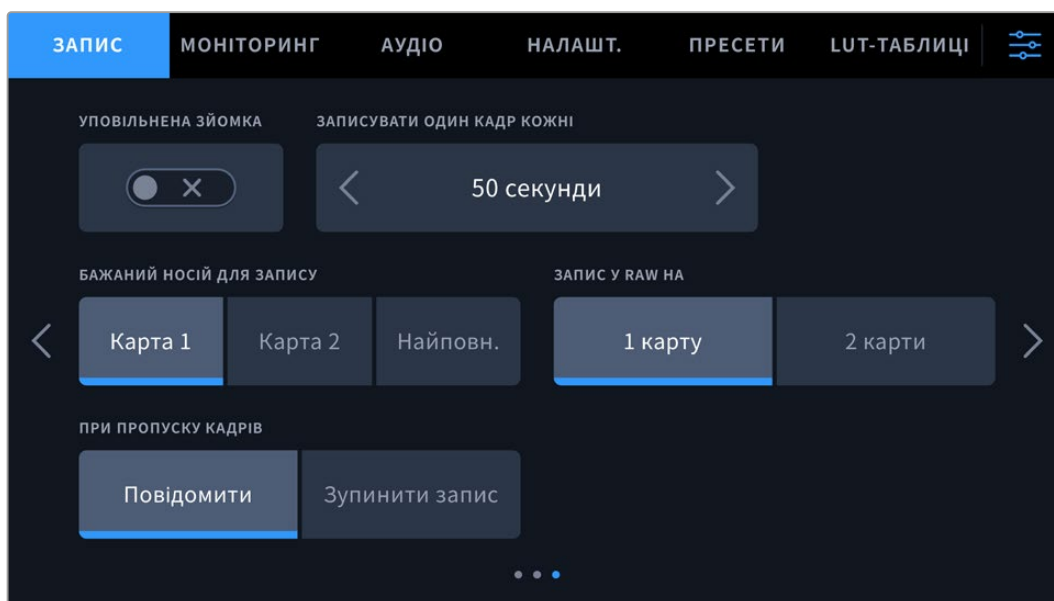 ЗАПИС МОНІТОРИНГ АУДІО НАЛАШТ. ПРЕСЕТИ LUT-ТАБЛИЦІ
УПОВІЛЬНЕНА ЗЙОМКА ЗАПИСУВАТИ ОДИН КАДР КОЖНІ
50 секунди
БАЖАНИЙ НОСІЙ ДЛЯ ЗАПИСУ ЗАПИС У RAW НА
Карта 1 Карта 2 Найповн. 1 карту 2 карти
ПРИ ПРОПУСКУ КАДРІВ
Повідомити Зупинити запис